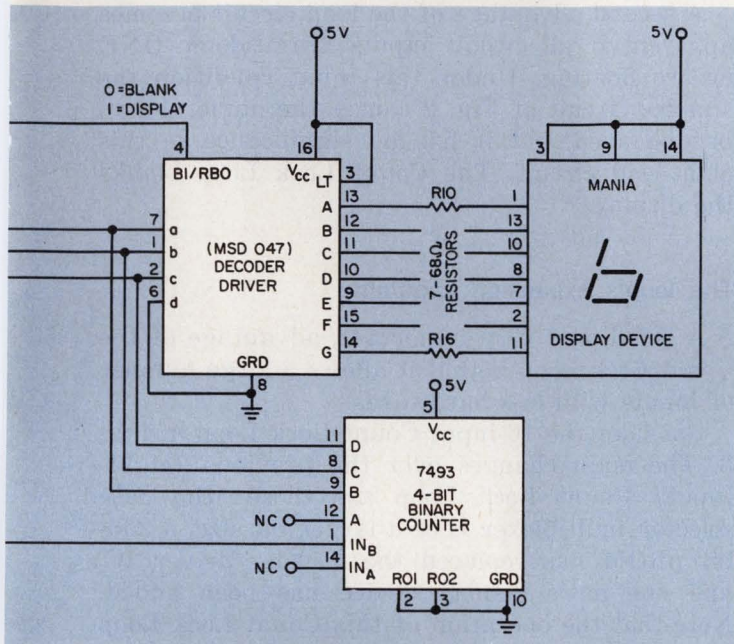 5V
5V
0=BLANK
1=DISPLAY
4
16
3
9
14
BI/RBO
VCC
LT
3
MANIA
7
a
A
13
R10
1
1
b
(MSD 047)
B
12
13
2
c
DECODER
C
11
10
6
d
DRIVER
D
10
8
E
9
7
F
15
2
GRD
G
14
R16
11
7-68Ω
RESISTORS
DISPLAY DEVICE
8
5V
5
VCC
11
D
8
C
7493
9
B
4-BIT
NC
12
A
BINARY
1
INB
COUNTER
NC
14
INA
RO1
RO2
GRD
2
3
10